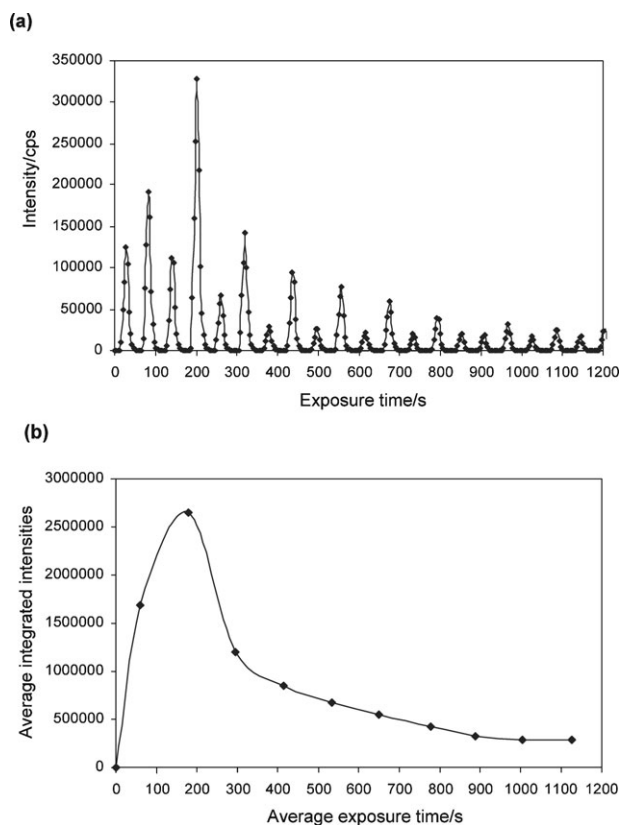 (a)
350000
300000
250000
200000
150000
100000
50000
0
Intensity/cps
0 100 200 300 400 500 600 700 800 900 1000 1100 1200
Exposure time/s
(b)
3000000
2500000
2000000
1500000
1000000
500000
0
Average integrated intensities
0 100 200 300 400 500 600 700 800 900 1000 1100 1200
Average exposure time/s